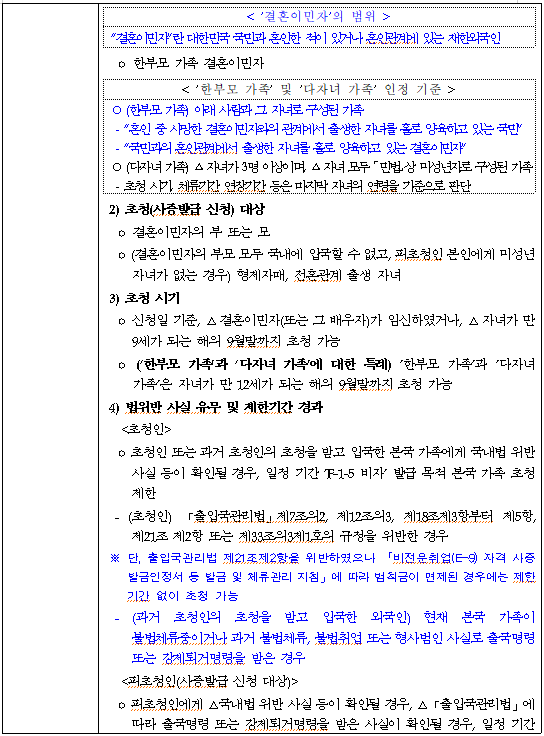 < '결혼이민자'의 범위 >
"결혼이민자"란 대한민국 국민과 혼인한 적이 있거나 혼인관계에 있는 재한외국인
ㅇ 한부모 가족 결혼이민자
< '한부모 가족' 및 '다자녀 가족' 인정 기준 >
○ (한부모 가족) 아래 사람과 그 자녀로 구성된 가족
- "혼인 중 사망한 결혼이민자와의 관계에서 출생한 자녀를 홀로 양육하고 있는 국민"
- "국민과의 혼인관계에서 출생한 자녀를 홀로 양육하고 있는 결혼이민자"
○ (다자녀 가족) △ 자녀가 3명 이상이며, △ 자녀 모두 「민법」상 미성년자로 구성된 가족
- 초청 시기, 체류기간 연장기간 등은 마지막 자녀의 연령을 기준으로 판단
2) 초청(사증발급 신청) 대상
ㅇ 결혼이민자의 부 또는 모
ㅇ (결혼이민자의 부모 모두 국내에 입국할 수 없고, 피초청인 본인에게 미성년
자녀가 없는 경우) 형제자매, 전혼관계 출생 자녀
3) 초청 시기
ㅇ 신청일 기준, △ 결혼이민자(또는 그 배우자)가 임신하였거나, △ 자녀가 만
9세가 되는 해의 9월말까지 초청 가능
ㅇ ('한부모 가족'과 '다자녀 가족'에 대한 특례) '한부모 가족'과 '다자녀
가족'은 자녀가 만 12세가 되는 해의 9월말까지 초청 가능
4) 법위반 사실 유무 및 제한기간 경과
<초청인>
ㅇ 초청인 또는 과거 초청인의 초청을 받고 입국한 본국 가족에게 국내법 위반
사실 등이 확인될 경우, 일정 기간 'F-1-5 비자' 발급 목적 본국 가족 초청
제한
- (초청인) 「출입국관리법」제7조의2, 제12조의3, 제18조제3항부터 제5항,
제21조 제2항 또는 제33조의3제1호의 규정을 위반한 경우
※ 단, 출입국관리법 제21조제2항을 위반하였으나 「비전문취업(E-9) 자격 사증
발급인정서 등 발급 및 체류관리 지침」에 따라 범칙금이 면제된 경우에는 제한
기간 없이 초청 가능
- (과거 초청인의 초청을 받고 입국한 외국인) 현재 본국 가족이
불법체류중이거나 과거 불법체류, 불법취업 또는 형사범인 사실로 출국명령
또는 강제퇴거명령을 받은 경우
<피초청인(사증발급 신청 대상)>
ㅇ 피초청인에게 △국내법 위반 사실 등이 확인될 경우, △「출입국관리법」에
따라 출국명령 또는 강제퇴거명령을 받은 사실이 확인될 경우, 일정 기간